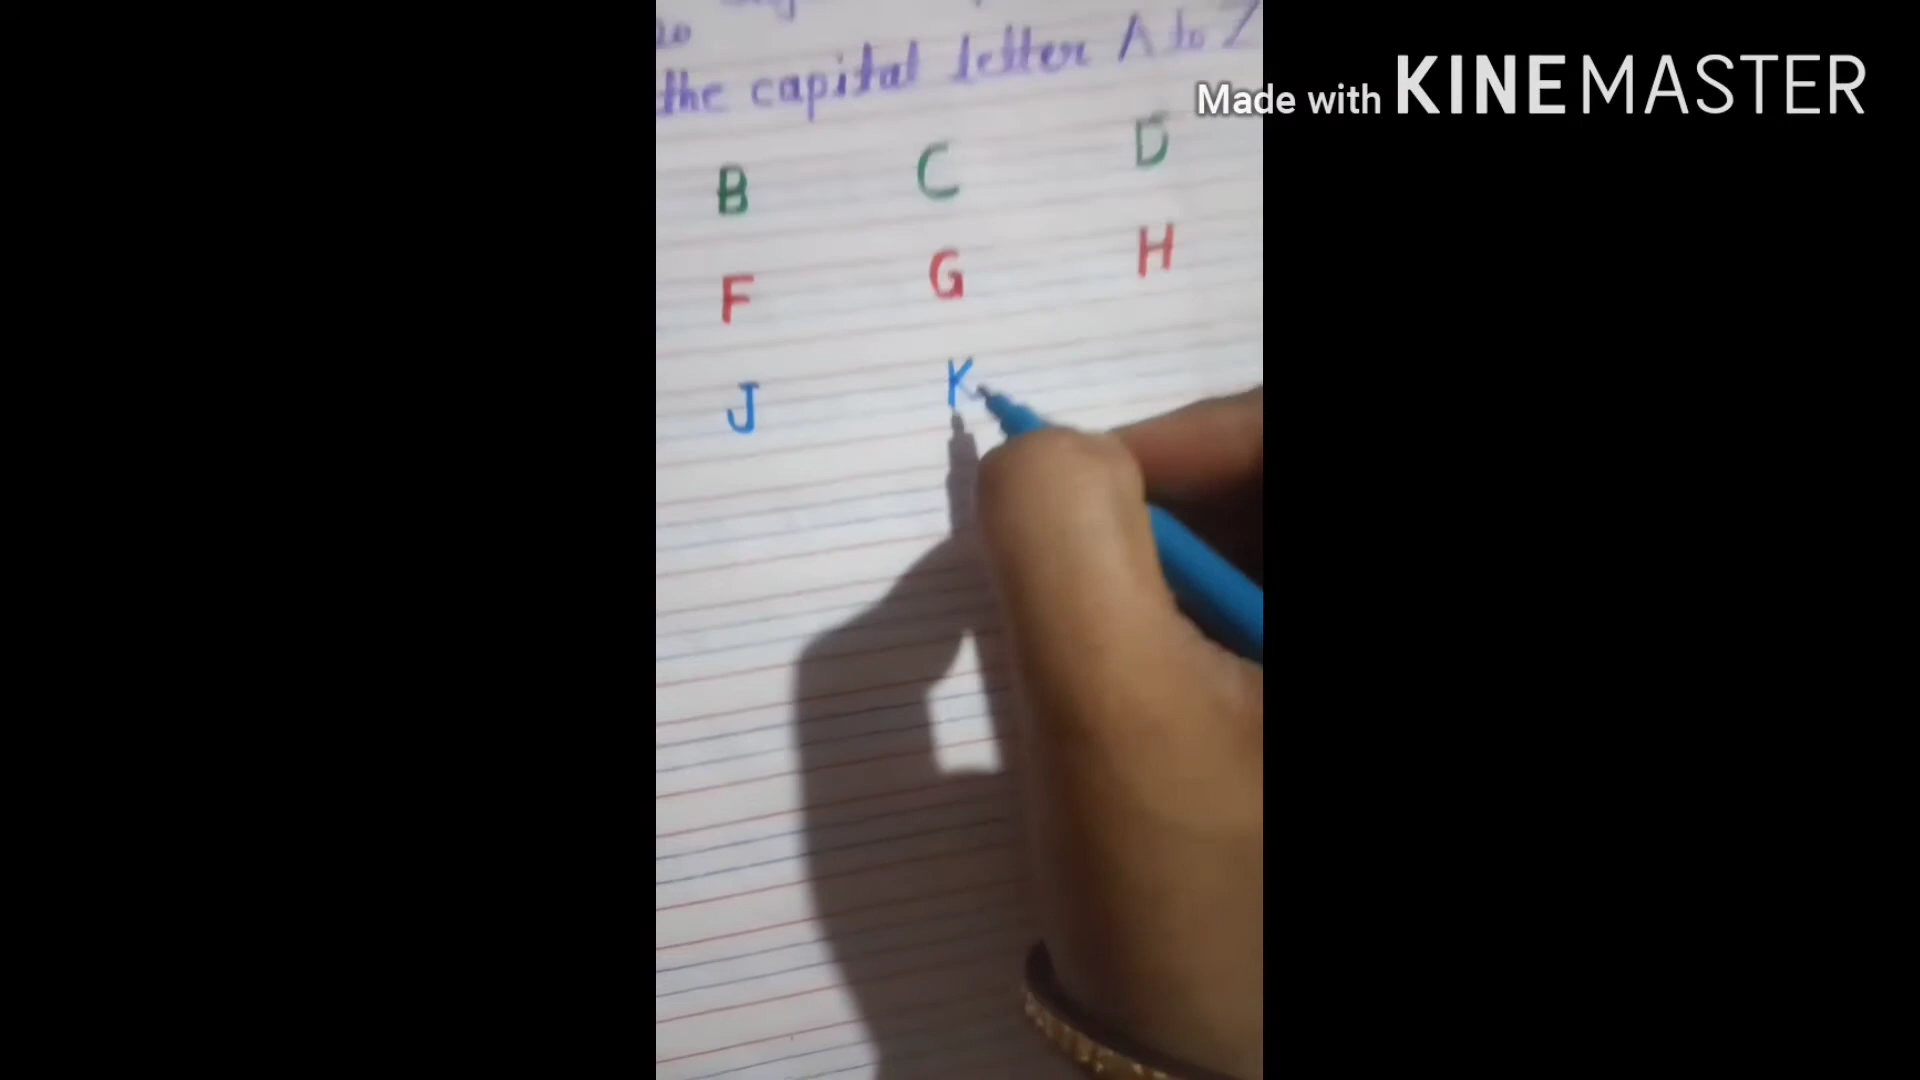 the capital letter A to Z
Made with KINEMASTER
B C D
F G H
J K